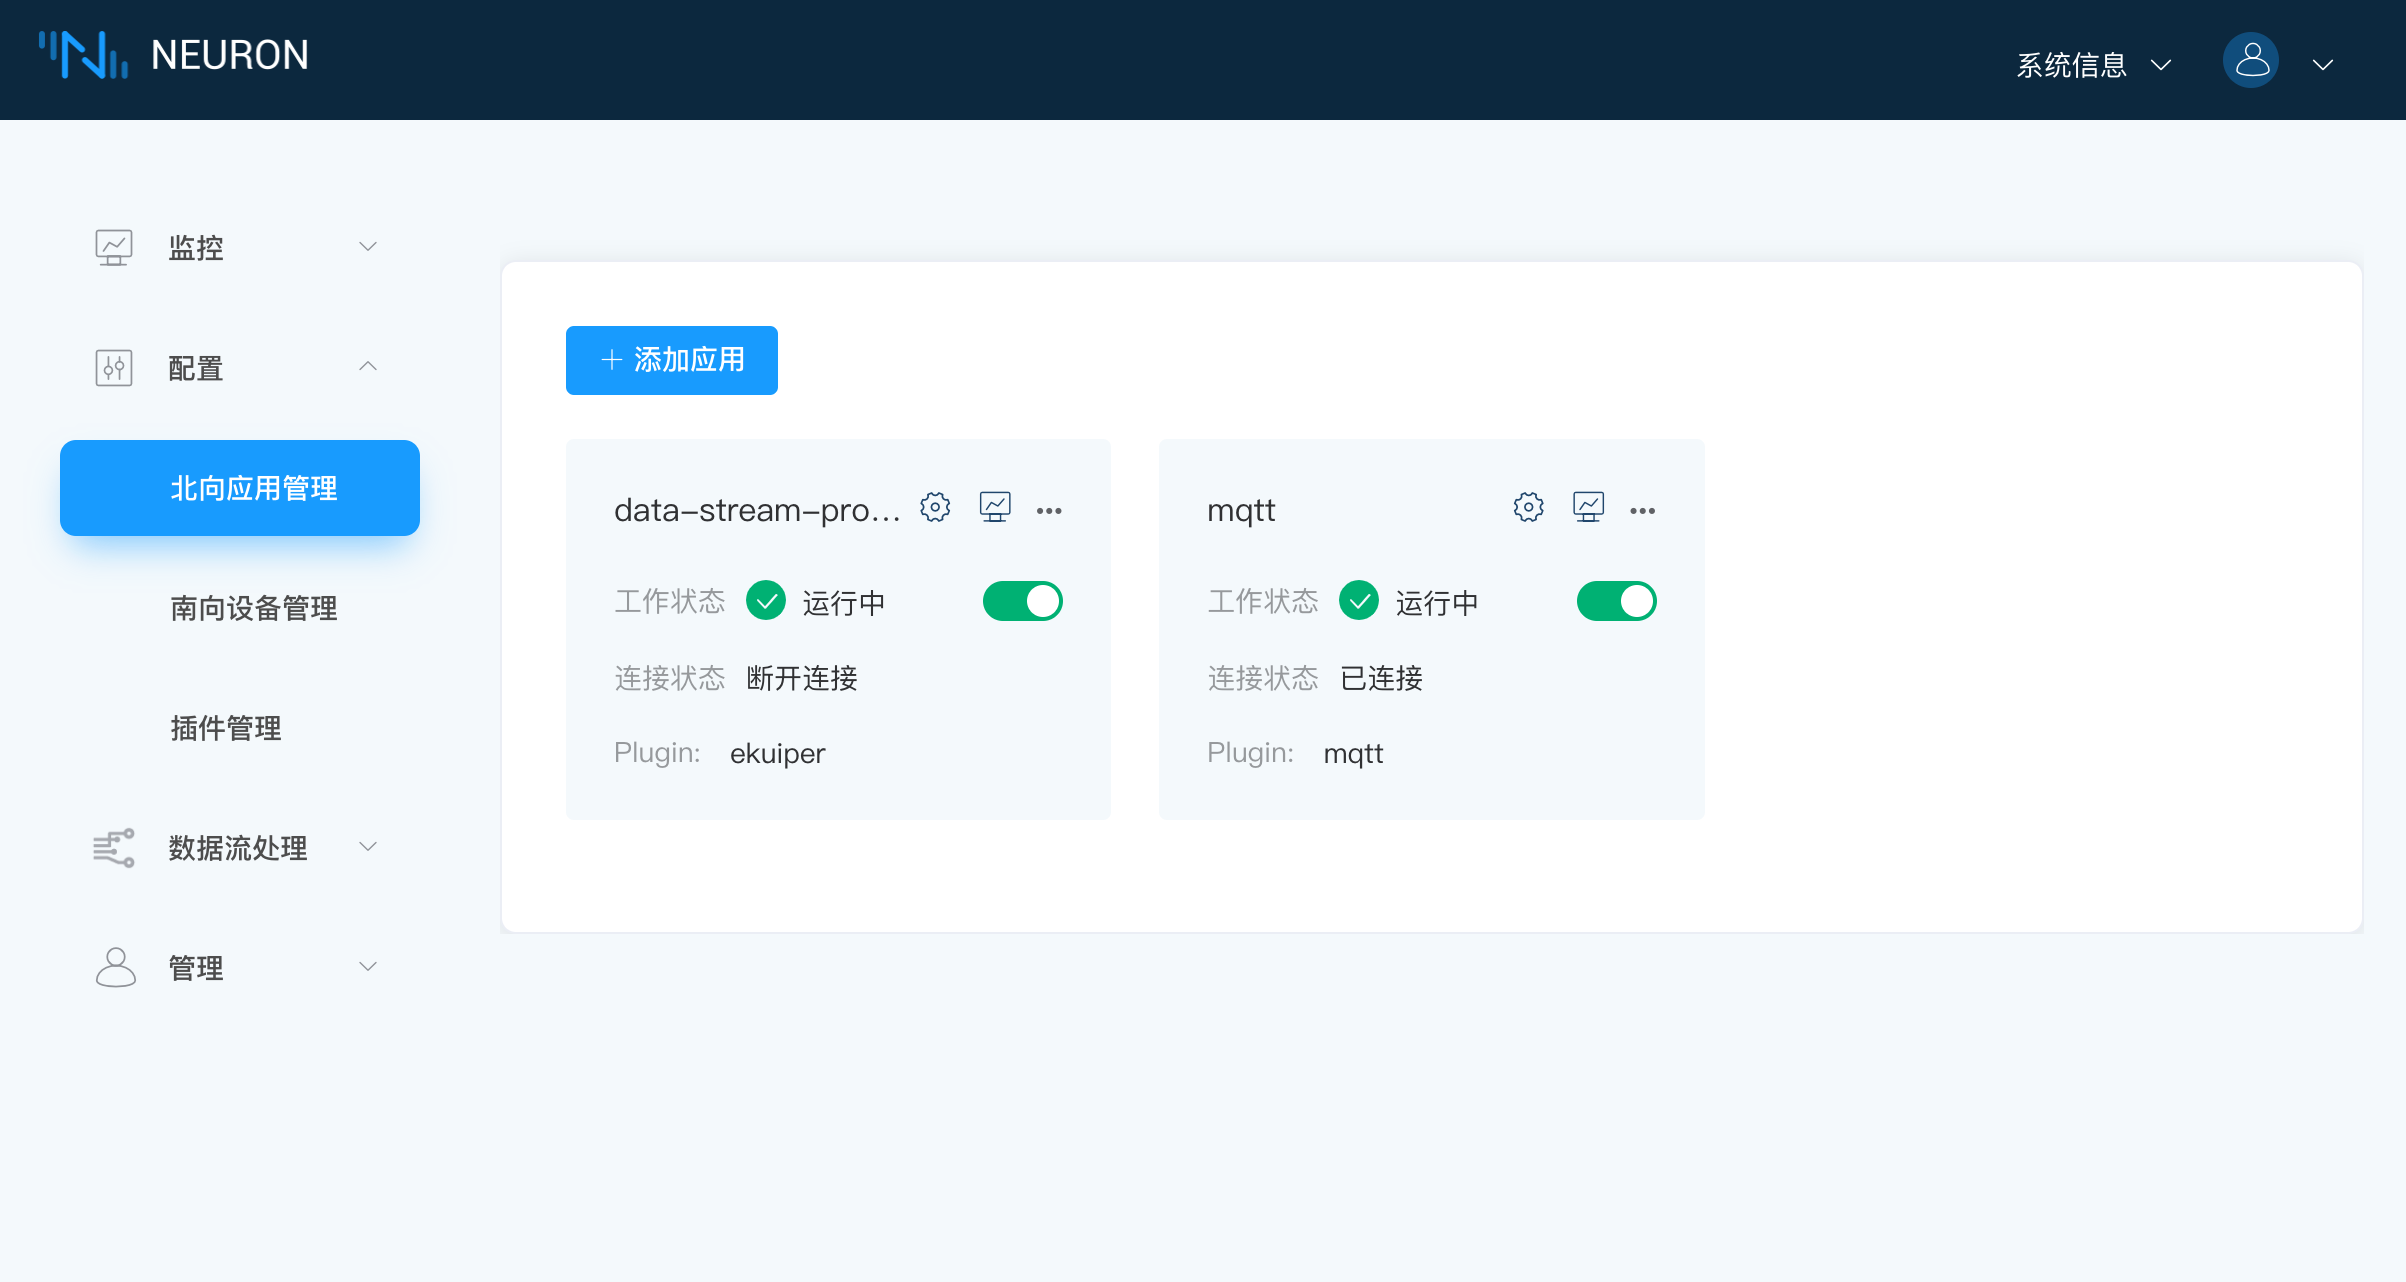 NEURON
系统信息
监控
配置
北向应用管理
南向设备管理
插件管理
数据流处理
管理
添加应用
data-stream-pro...
工作状态 运行中
连接状态 断开连接
Plugin: ekuiper
mqtt
工作状态 运行中
连接状态 已连接
Plugin: mqtt